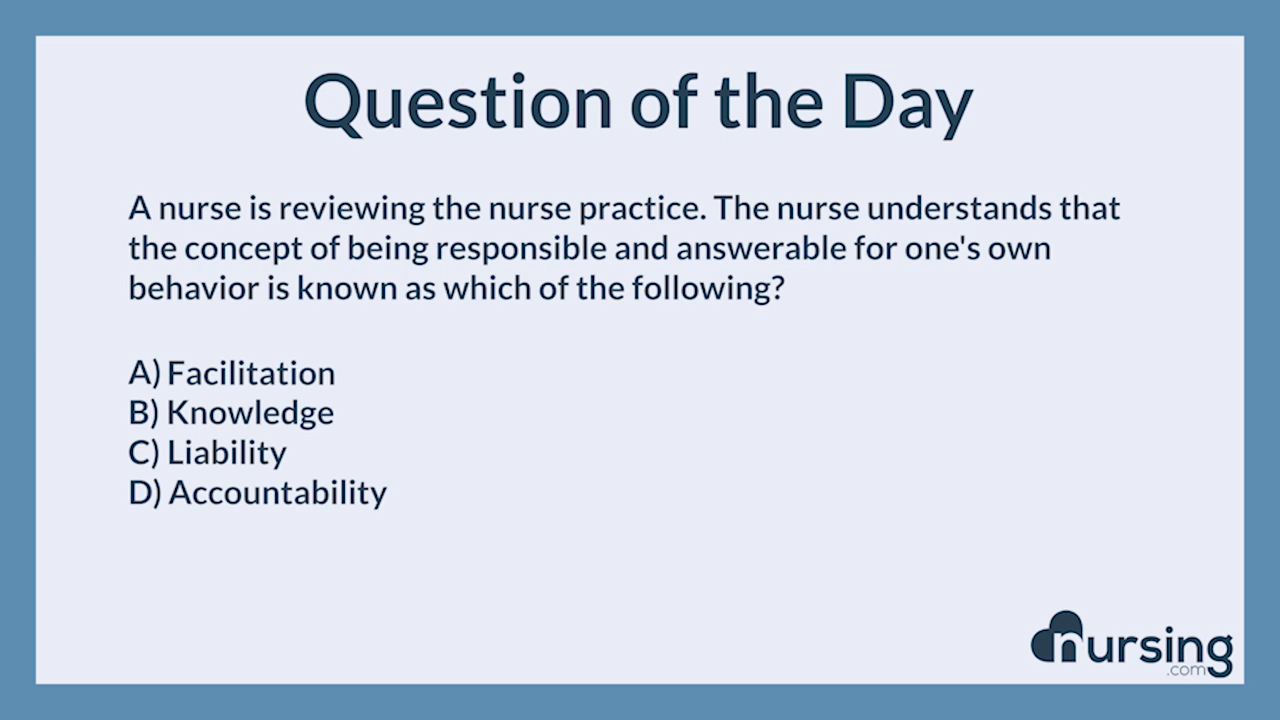 Question of the Day
A nurse is reviewing the nurse practice. The nurse understands that
the concept of being responsible and answerable for one's own
behavior is known as which of the following?
A) Facilitation
B) Knowledge
C) Liability
D) Accountability
nursing
.com